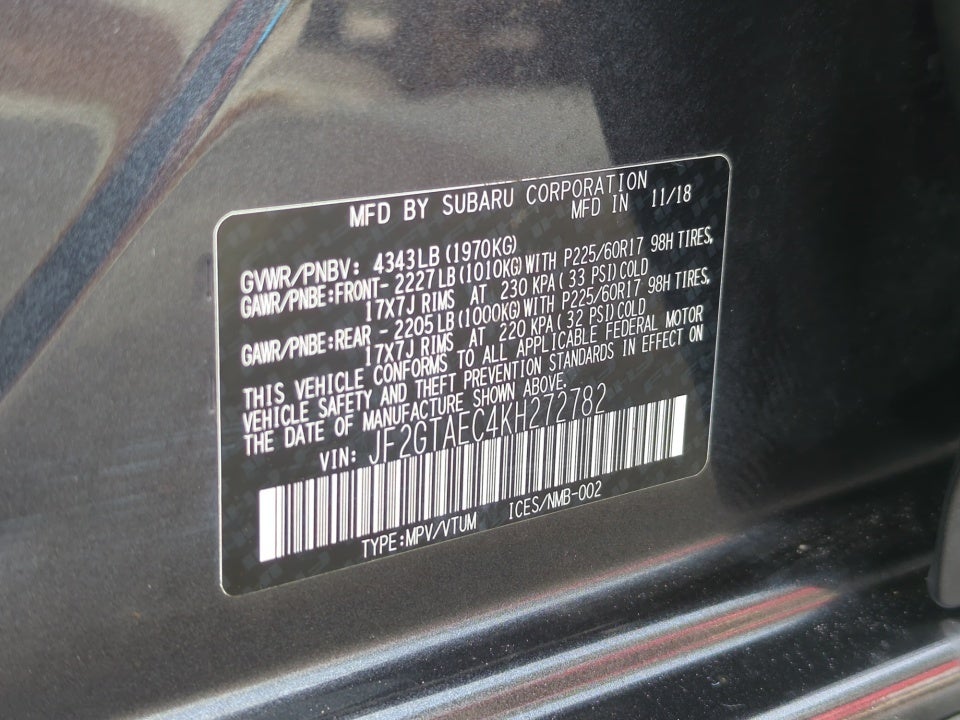 MFD BY SUBARU CORPORATION
MFD IN 11/18
GVWR/PNBV: 4343LB (1970KG)
GAWR/PNBE:FRONT- 2227LB (1010KG) WITH P225/60R17 98H TIRES,
17X7J RIMS AT 230 KPA( 33 PSI) COLD
GAWR/PNBE:REAR - 2205LB (1000KG) WITH P225/60R17 98H TIRES,
17X7J RIMS AT 220 KPA( 32 PSI) COLD
THIS VEHICLE CONFORMS TO ALL APPLICABLE FEDERAL MOTOR
VEHICLE SAFETY AND THEFT PREVENTION STANDARDS IN EFFECT ON
THE DATE OF MANUFACTURE SHOWN ABOVE.
VIN: JF2GTAEC4KH272782
TYPE:MPV/VTUM ICES/NMB-002